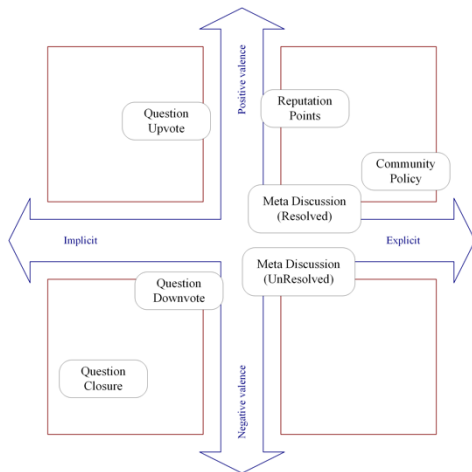 Positive valence
Question
Upvote
Reputation
Points
Community
Policy
Meta Discussion
(Resolved)
Implicit
Explicit
Meta Discussion
(UnResolved)
Question
Downvote
Question
Closure
Negative valence